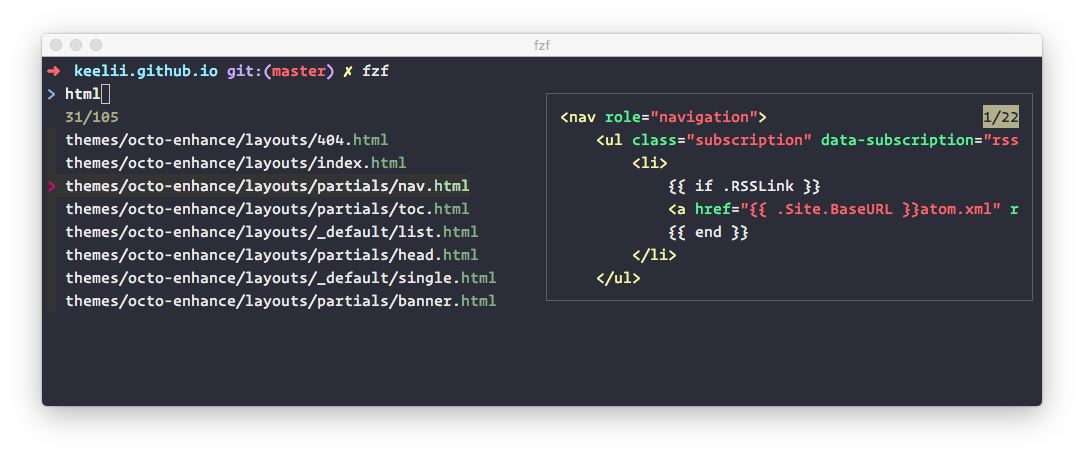 fzf
➜ keelii.github.io git:(master) ✗ fzf
> html
31/105
themes/octo-enhance/layouts/404.html
themes/octo-enhance/layouts/index.html
> themes/octo-enhance/layouts/partials/nav.html
themes/octo-enhance/layouts/partials/toc.html
themes/octo-enhance/layouts/_default/list.html
themes/octo-enhance/layouts/partials/head.html
themes/octo-enhance/layouts/_default/single.html
themes/octo-enhance/layouts/partials/banner.html
<nav role="navigation"> 1/22
<ul class="subscription" data-subscription="rss
<li>
{{ if .RSSLink }}
<a href="{{ .Site.BaseURL }}atom.xml" r
{{ end }}
</li>
</ul>